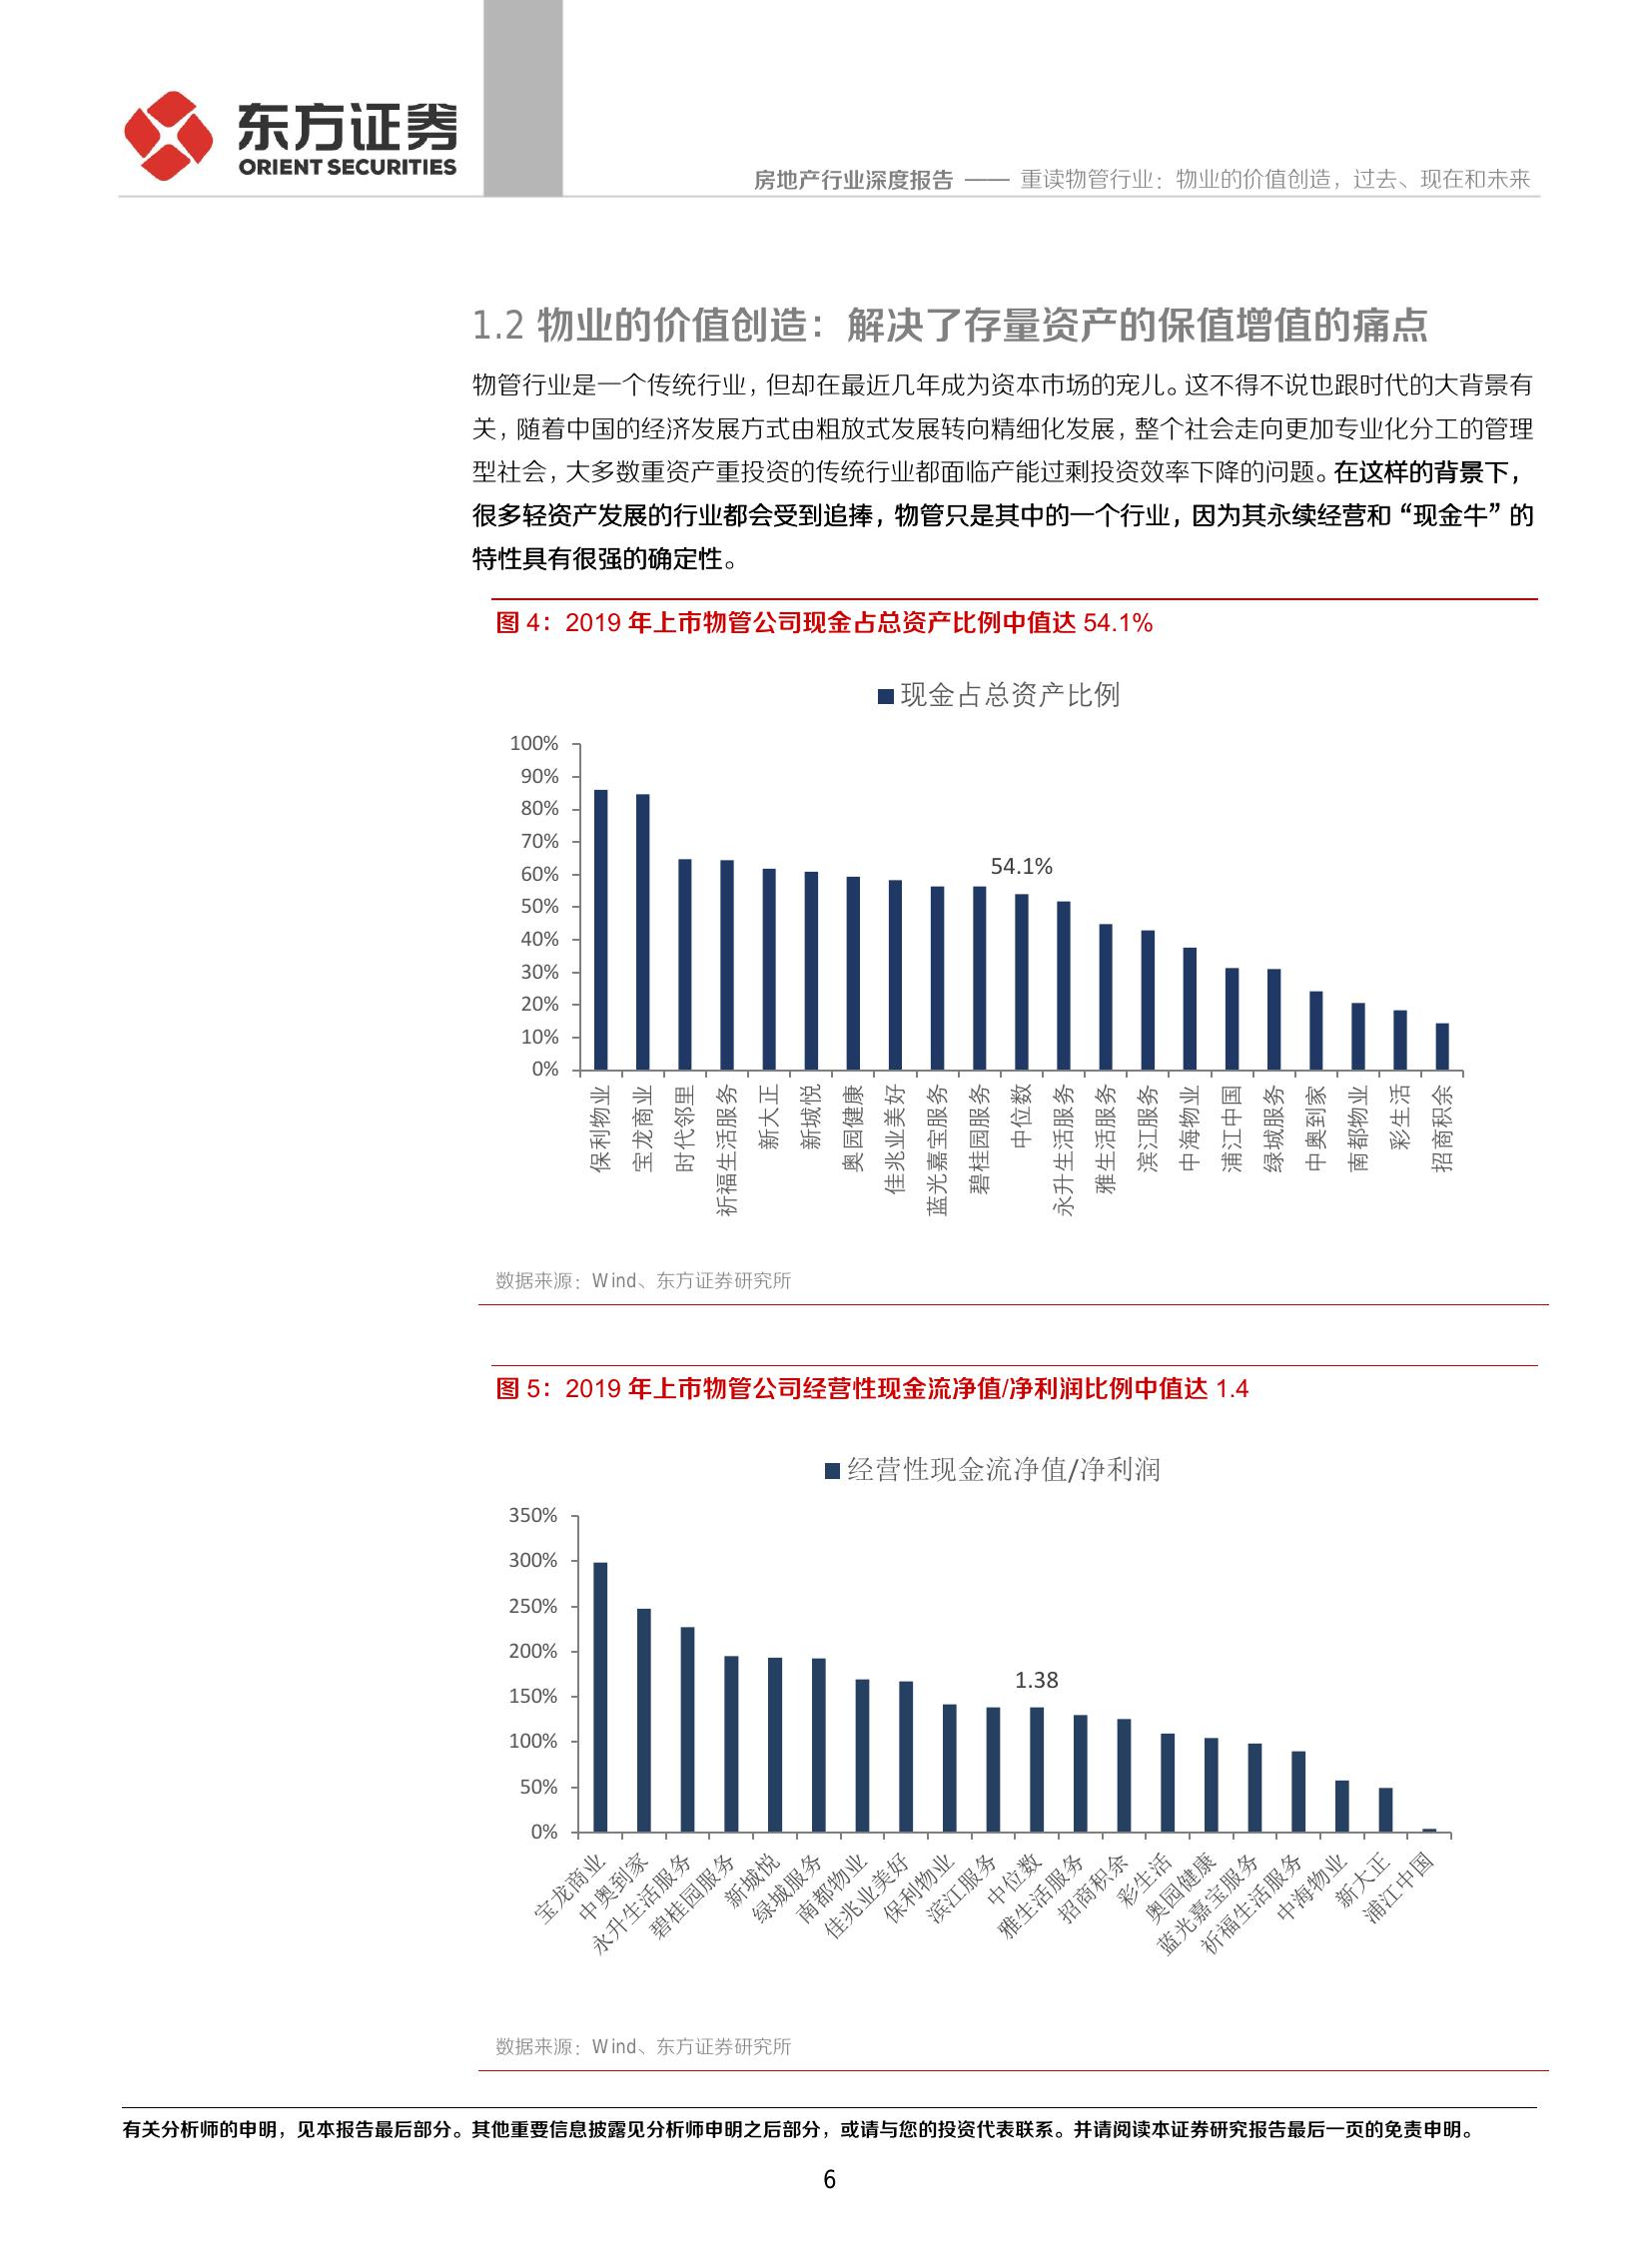 东方证券
ORIENT SECURITIES
房地产行业深度报告 —— 重读物管行业：物业的价值创造，过去、现在和未来
1.2 物业的价值创造：解决了存量资产的保值增值的痛点
物管行业是一个传统行业，但却在最近几年成为资本市场的宠儿。这不得不说也跟时代的大背景有
关，随着中国的经济发展方式由粗放式发展转向精细化发展，整个社会走向更加专业化分工的管理
型社会，大多数重资产重投资的传统行业都面临产能过剩投资效率下降的问题。在这样的背景下，
很多轻资产发展的行业都会受到追捧，物管只是其中的一个行业，因为其永续经营和“现金牛”的
特性具有很强的确定性。
图 4：2019 年上市物管公司现金占总资产比例中值达 54.1%
现金占总资产比例
100%
90%
80%
70%
60%
50%
40%
30%
20%
10%
0%
54.1%
保利物业
宝龙商业
时代邻里
祈福生活服务
新大正
新城悦
奥园健康
佳兆业美好
蓝光嘉宝服务
碧桂园服务
中位数
永升生活服务
雅生活服务
滨江服务
中海物业
浦江中国
绿城服务
中奥到家
南都物业
彩生活
招商积余
数据来源：Wind、东方证券研究所
图 5：2019 年上市物管公司经营性现金流净值/净利润比例中值达 1.4
经营性现金流净值/净利润
350%
300%
250%
200%
150%
100%
50%
0%
1.38
宝龙商业
中奥到家
永升生活服务
碧桂园服务
新城悦
绿城服务
南都物业
佳兆业美好
保利物业
滨江服务
中位数
雅生活服务
招商积余
彩生活
奥园健康
蓝光嘉宝服务
祈福生活服务
中海物业
新大正
浦江中国
数据来源：Wind、东方证券研究所
有关分析师的申明，见本报告最后部分。其他重要信息披露见分析师申明之后部分，或请与您的投资代表联系。并请阅读本证券研究报告最后一页的免责申明。
6